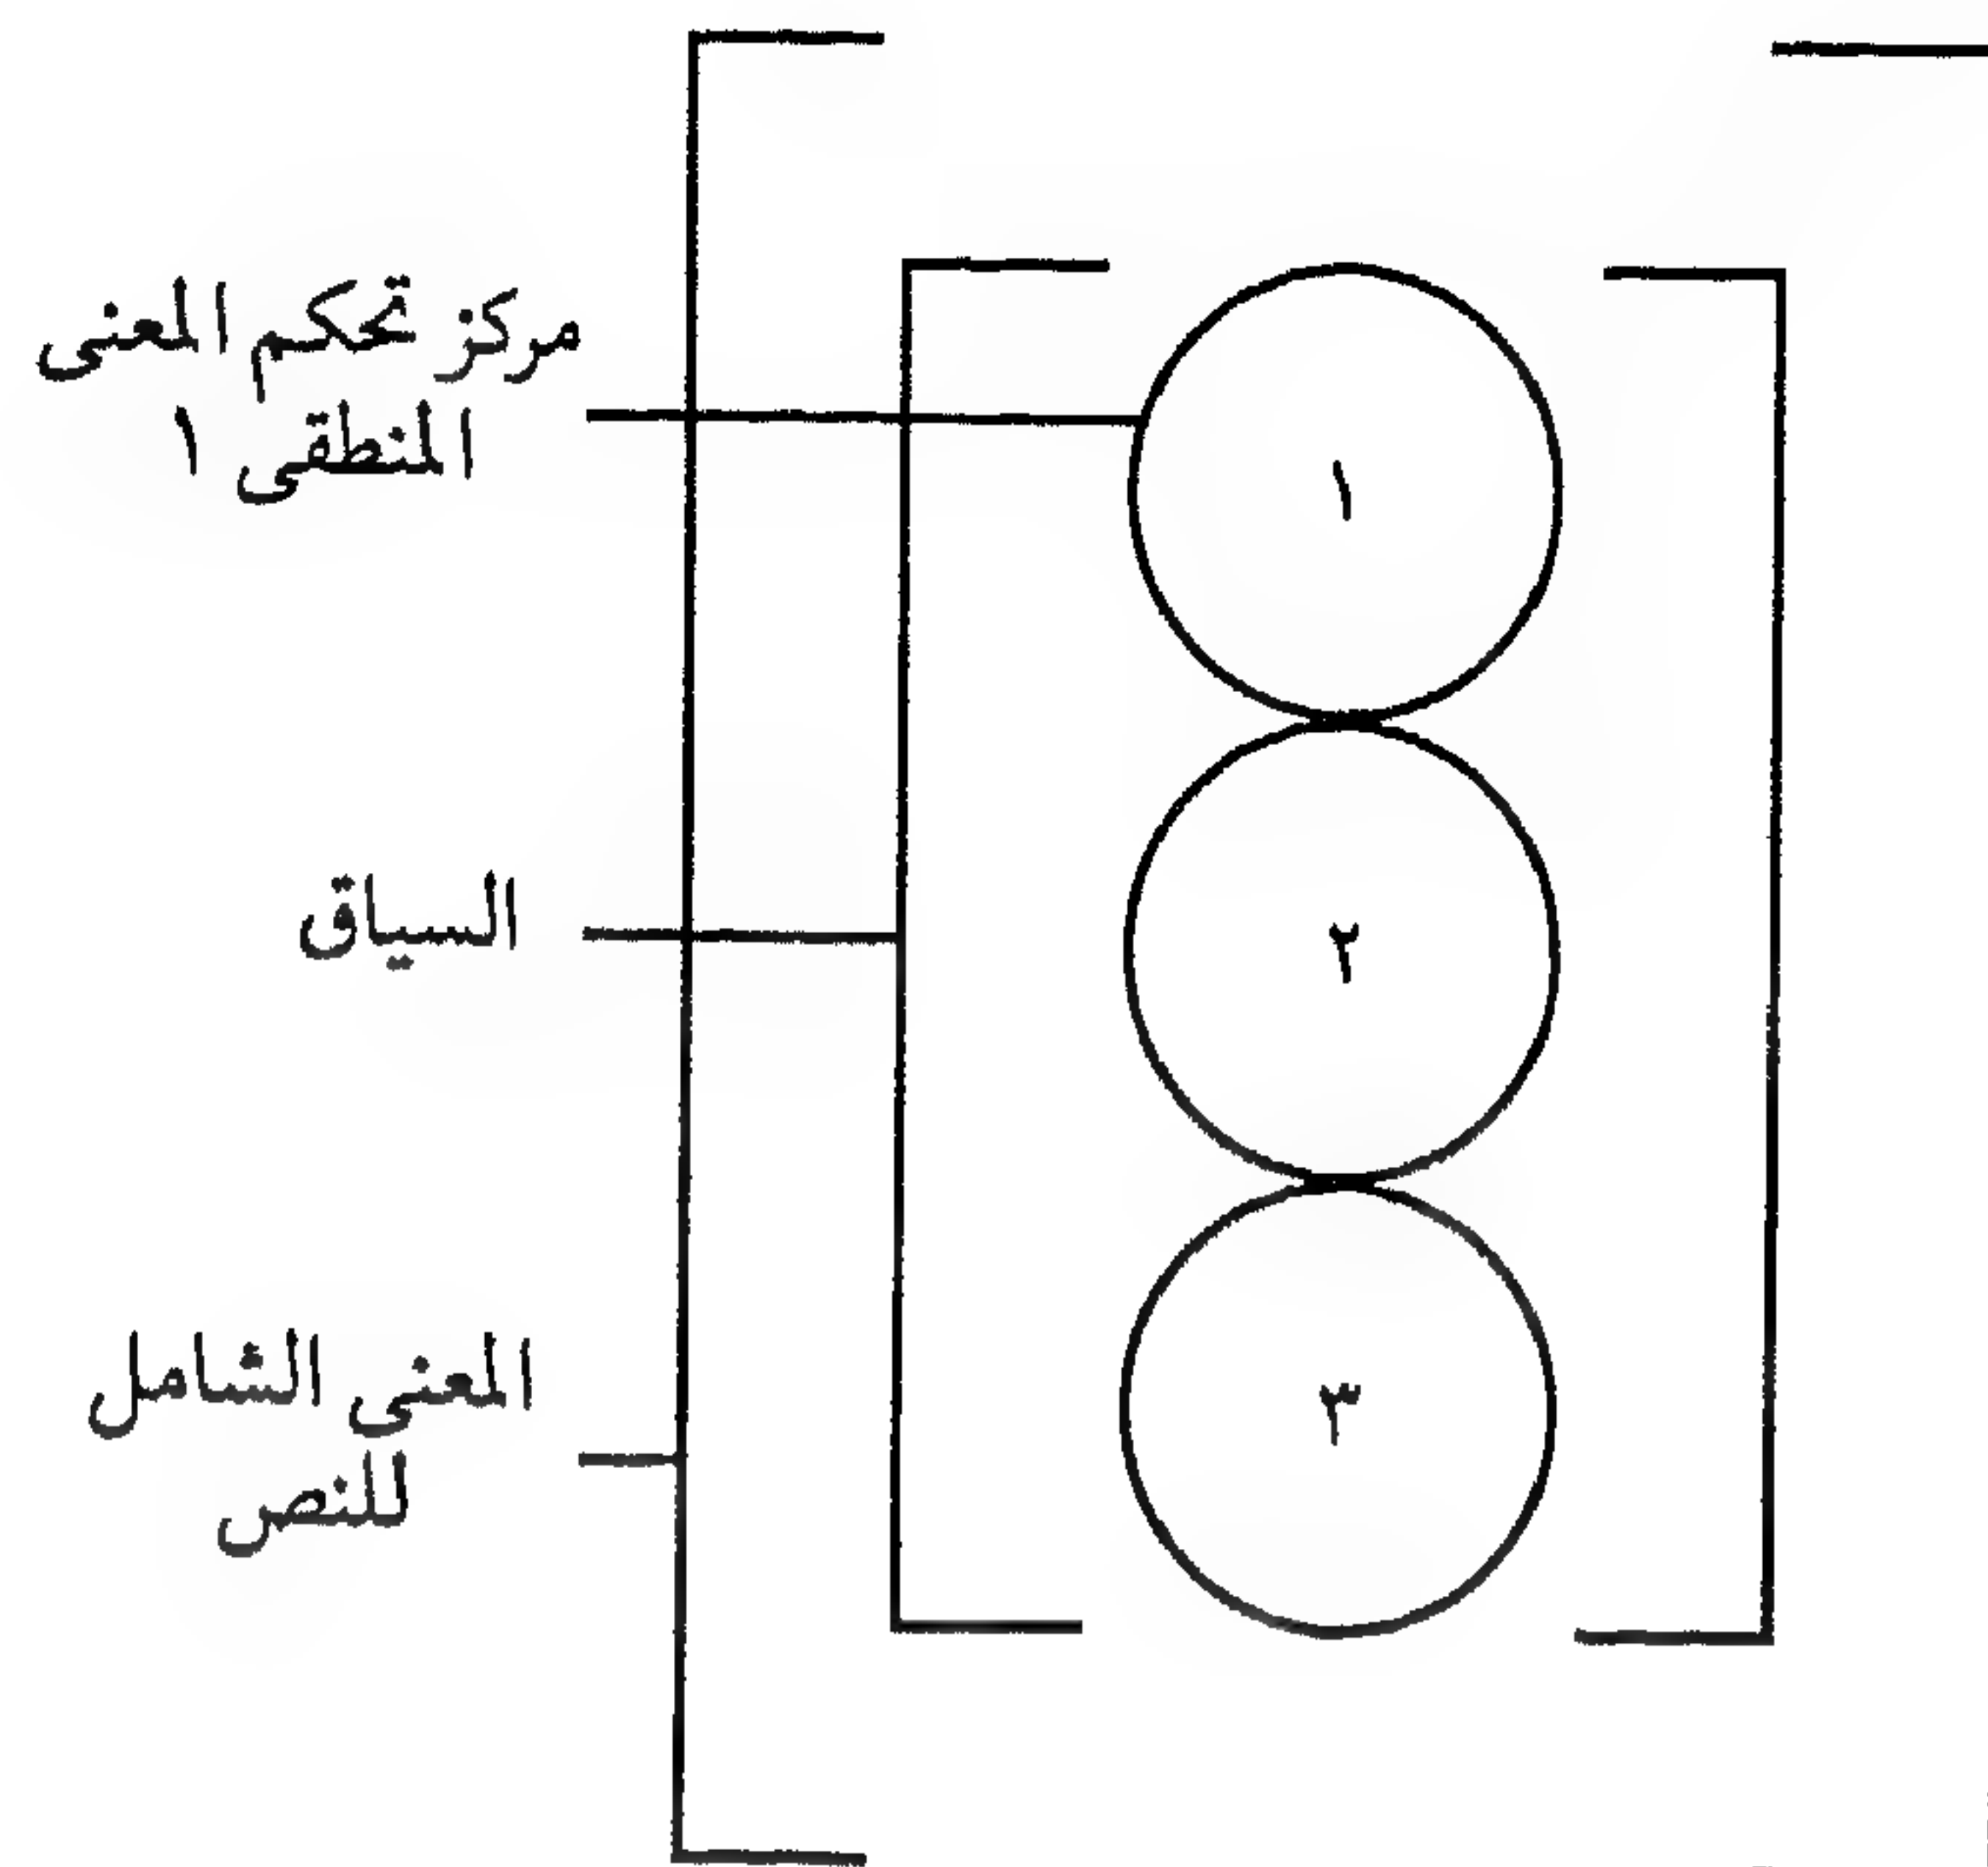 مركز تحكم المعنى
المنطقى ١
١
السياق
٢
المعنى الشامل
للنص
٣